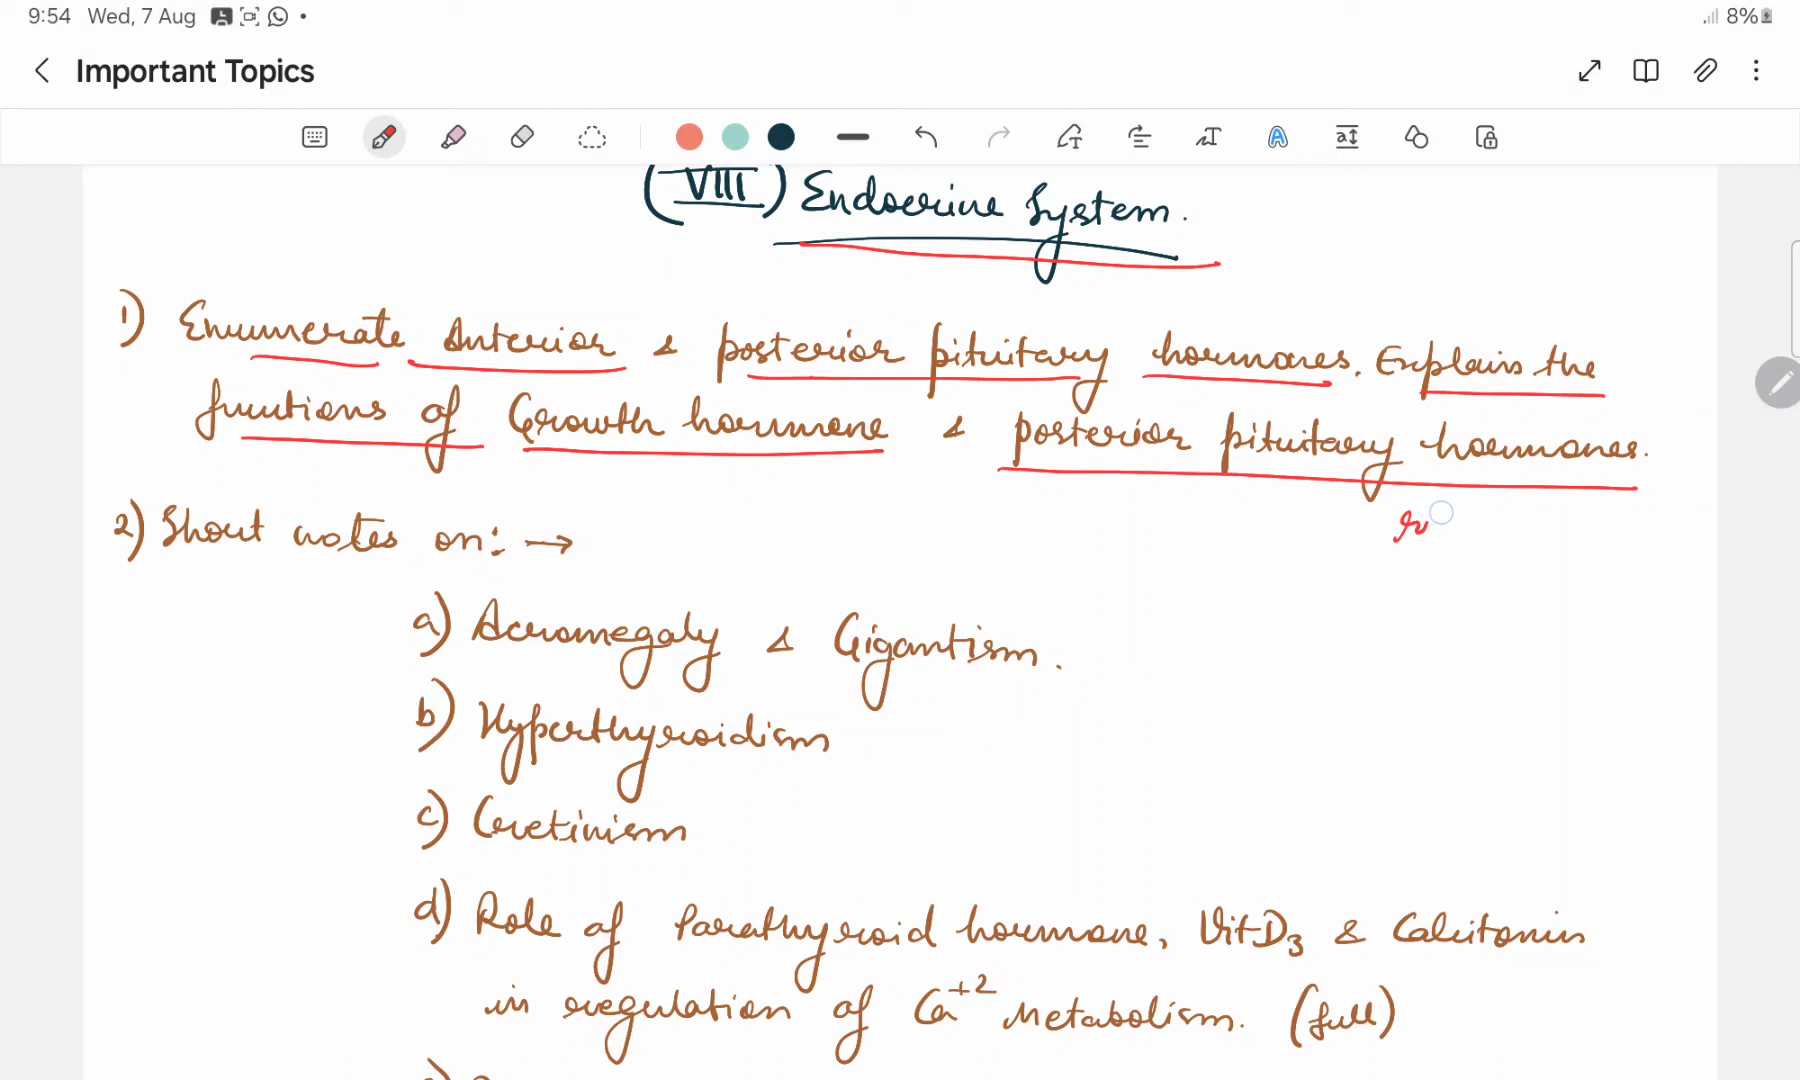 9:54 Wed, 7 Aug 8%
Important Topics
(VIII) Endocrine System.
1) Enumerate Anterior & posterior pituitary hormones. Explain the
functions of Growth hormone & posterior pituitary hormones.
2) Short notes on: →
a) Acromegaly & Gigantism.
b) Hyperthyroidism
c) Cretinism
d) Role of Parathyroid hormone, Vit D3 & Calcitonin
in regulation of Ca+2 Metabolism. (full)